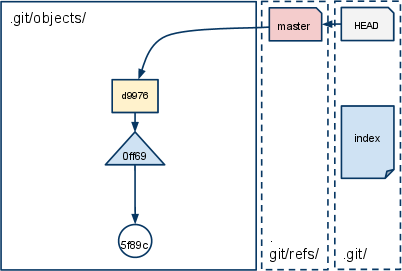 .git/objects/
master
HEAD
d9976
0ff69
index
5f89c
.
git/refs/
.git/